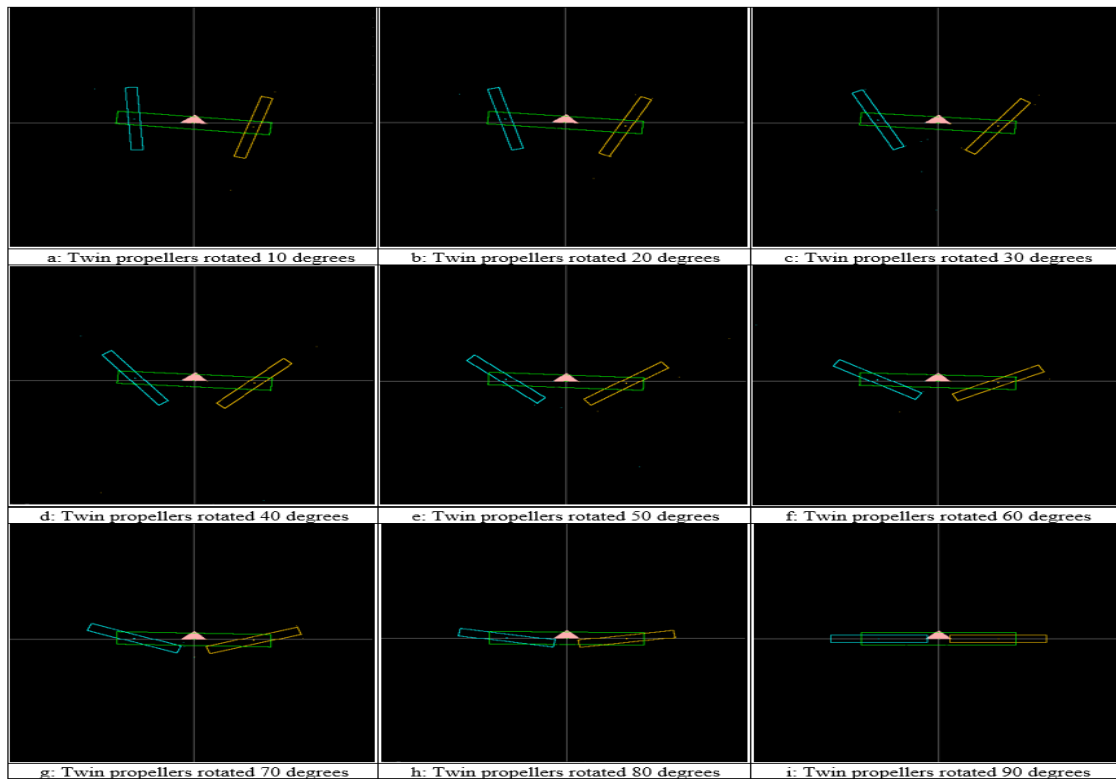 a: Twin propellers rotated 10 degrees
b: Twin propellers rotated 20 degrees
c: Twin propellers rotated 30 degrees
d: Twin propellers rotated 40 degrees
e: Twin propellers rotated 50 degrees
f: Twin propellers rotated 60 degrees
g: Twin propellers rotated 70 degrees
h: Twin propellers rotated 80 degrees
i: Twin propellers rotated 90 degrees